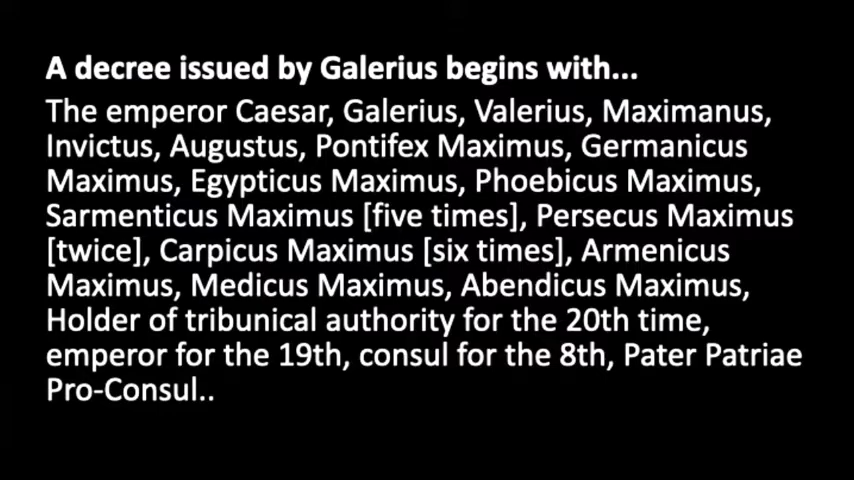 A decree issued by Galerius begins with...
The emperor Caesar, Galerius, Valerius, Maximanus,
Invictus, Augustus, Pontifex Maximus, Germanicus
Maximus, Egypticus Maximus, Phoebicus Maximus,
Sarmenticus Maximus [five times], Persecus Maximus
[twice], Carpicus Maximus [six times], Armenicus
Maximus, Medicus Maximus, Abendicus Maximus,
Holder of tribunical authority for the 20th time,
emperor for the 19th, consul for the 8th, Pater Patriae
Pro-Consul..